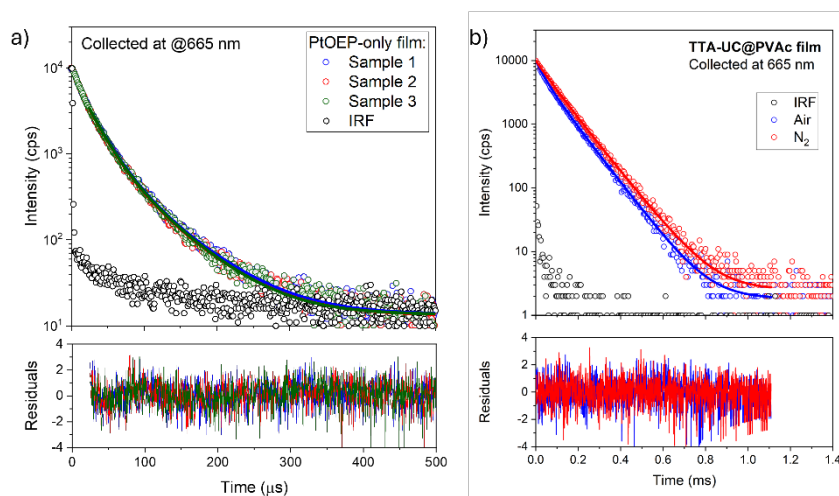 a)
Collected at @665 nm
PtOEP-only film:
Sample 1
Sample 2
Sample 3
IRF
10⁴
10³
10²
10¹
Intensity (cps)
4
2
0
-2
-4
Residuals
0 100 200 300 400 500
Time (μs)
b)
TTA-UC@PVAc film
Collected at 665 nm
IRF
Air
N₂
10000
1000
100
10
1
Intensity (cps)
4
2
0
-2
-4
Residuals
0.0 0.2 0.4 0.6 0.8 1.0 1.2 1.4
Time (ms)